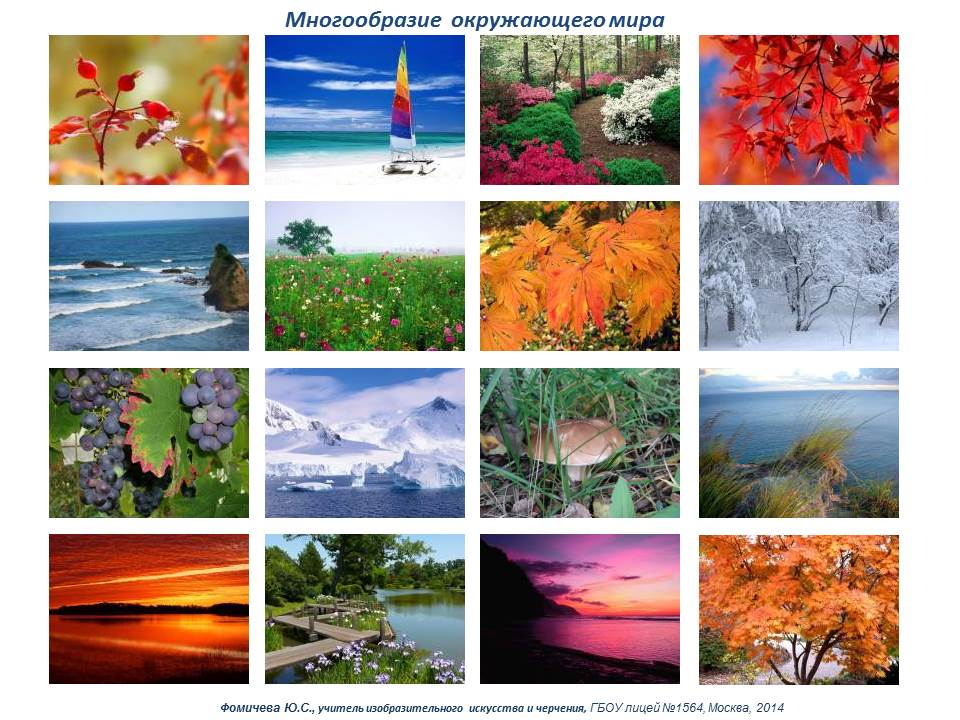 Многообразие окружающего мира
Фомичева Ю.С., учитель изобразительного искусства и черчения, ГБОУ лицей №1564, Москва, 2014